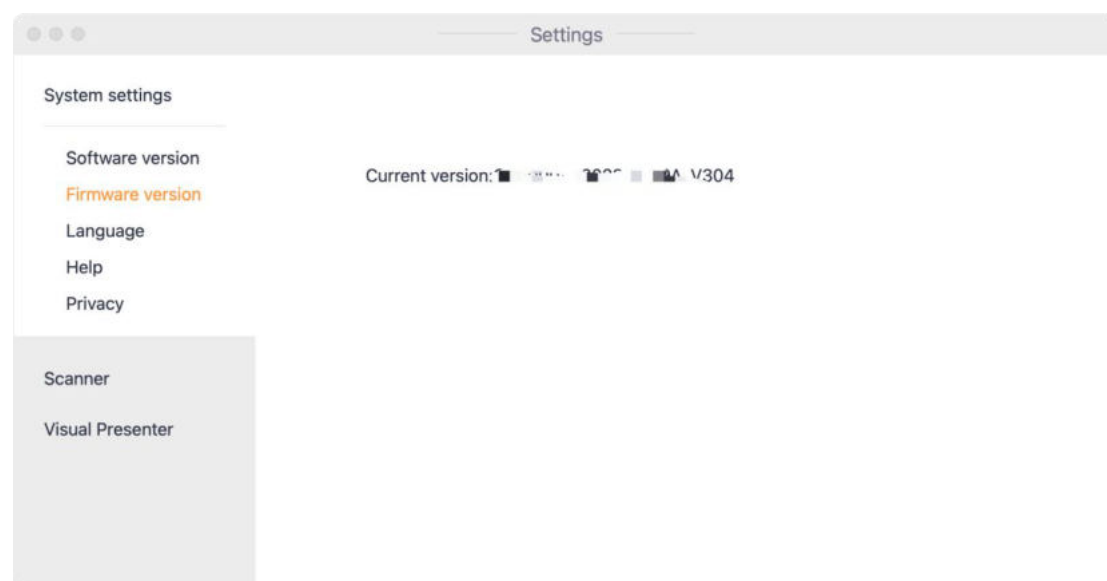 Settings
System settings
Software version
Firmware version
Language
Help
Privacy
Scanner
Visual Presenter
Current version:
V304